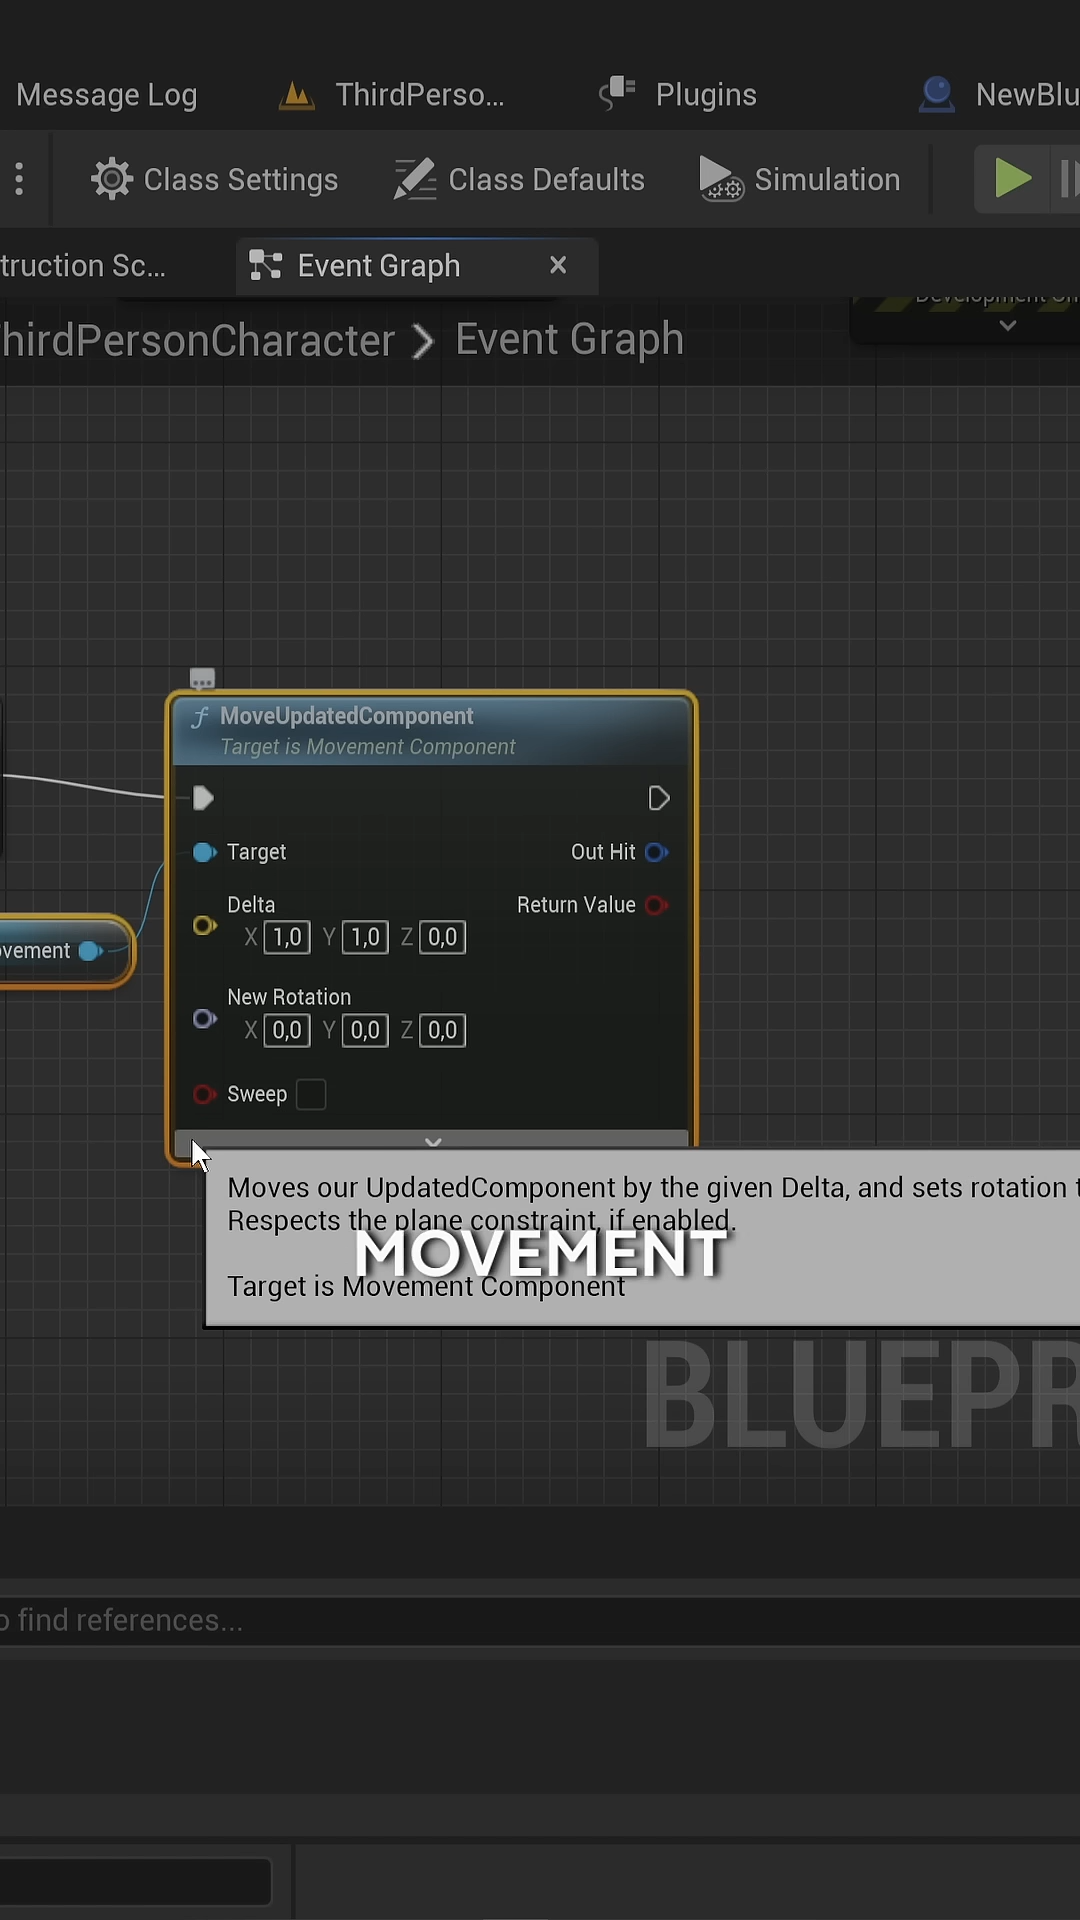 Message Log
ThirdPerso...
Plugins
NewBlu
Class Settings
Class Defaults
Simulation
truction Sc...
Event Graph
hirdPersonCharacter > Event Graph
MoveUpdatedComponent
Target is Movement Component
Target
Out Hit
Delta
Return Value
X 1,0 Y 1,0 Z 0,0
ovement
New Rotation
X 0,0 Y 0,0 Z 0,0
Sweep
Moves our UpdatedComponent by the given Delta, and sets rotation t
Respects the plane constraint, if enabled.
MOVEMENT
Target is Movement Component
BLUEPR
o find references...